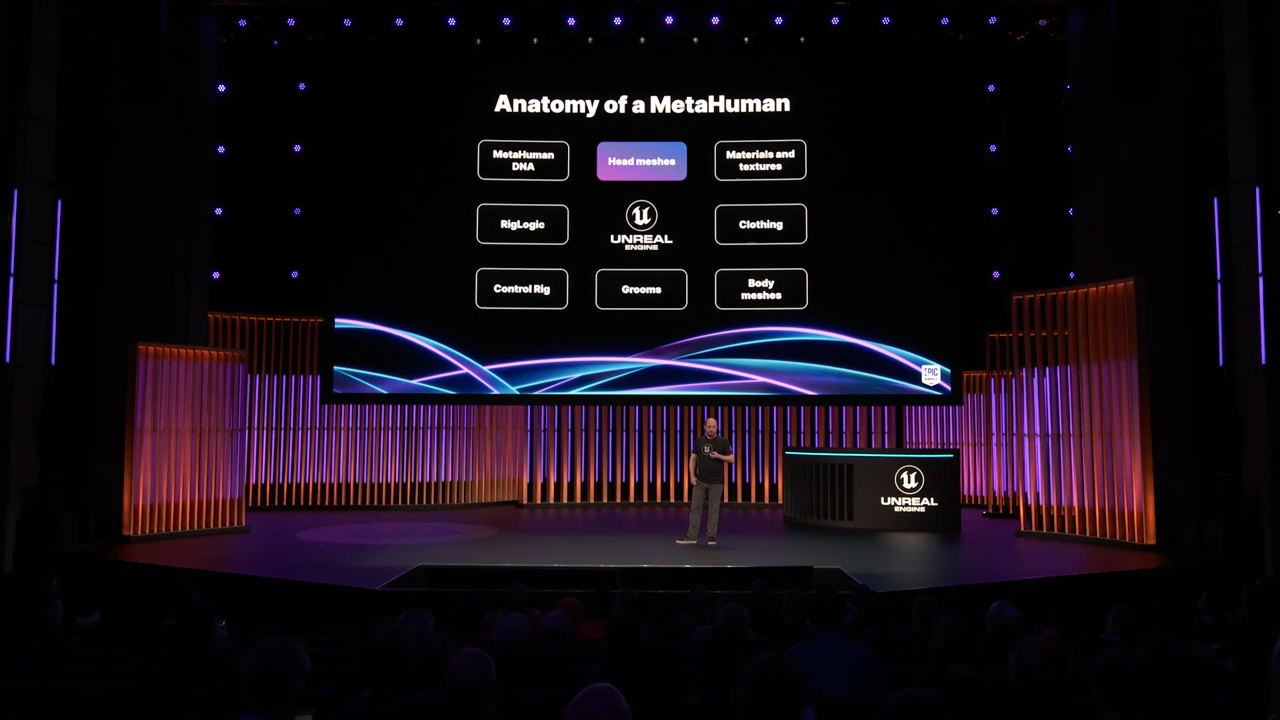 Anatomy of a MetaHuman
MetaHuman
DNA
Head meshes
Materials and
textures
RigLogic
UNREAL
ENGINE
Clothing
Control Rig
Grooms
Body
meshes
EPIC
UNREAL
ENGINE